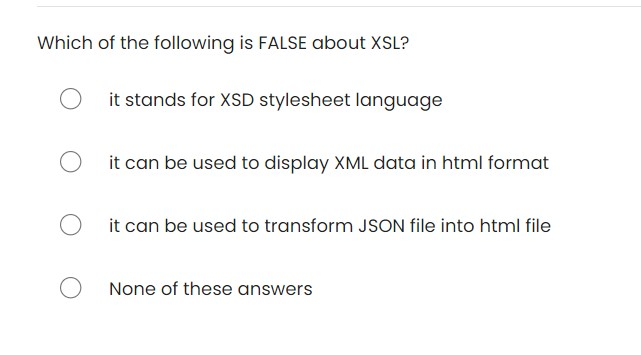 Which of the following is FALSE about XSL?
it stands for XSD stylesheet language
it can be used to display XML data in html format
it can be used to transform JSON file into html file
None of these answers